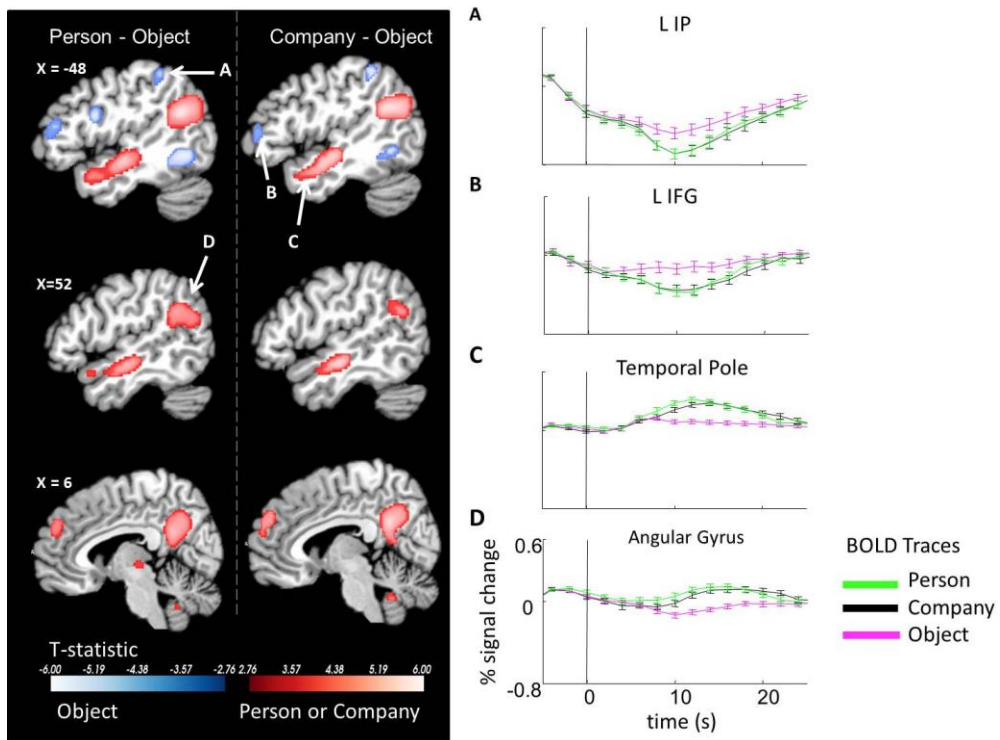 Person - Object
Company - Object
X = -48
A
B
C
D
X=52
X = 6
T-statistic
-6.00 -5.19 -4.38 -3.57 -2.76
2.76 3.57 4.38 5.19 6.00
Object
Person or Company
A
L IP
B
L IFG
C
Temporal Pole
D
Angular Gyrus
0.6
0
-0.8
% signal change
0 10 20
time (s)
BOLD Traces
Person
Company
Object